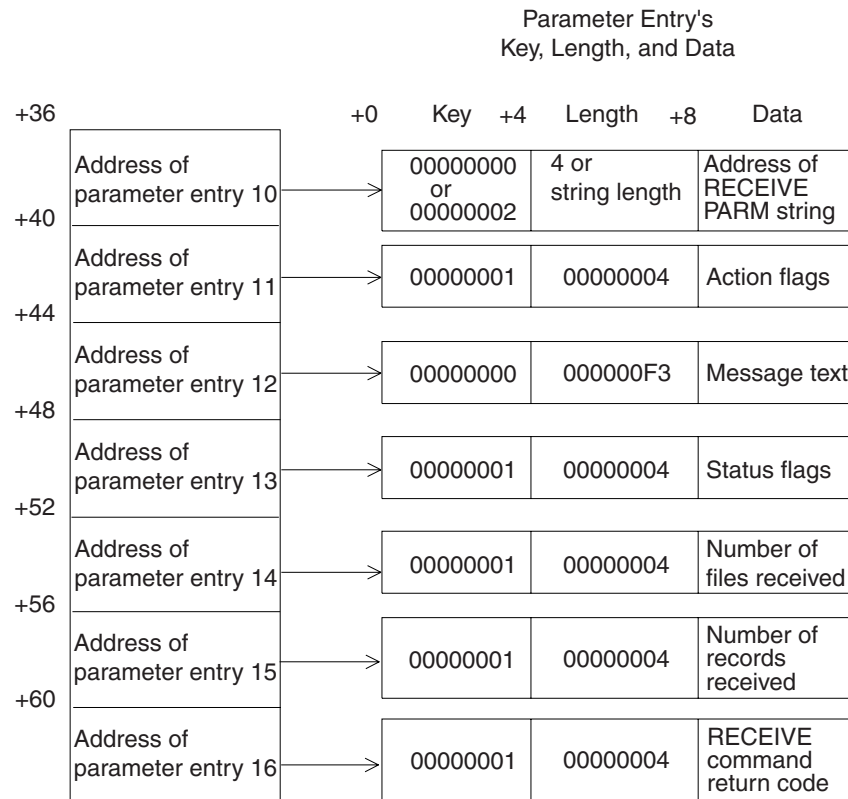 Parameter Entry's
Key, Length, and Data
+36
+0 Key +4 Length +8 Data
Address of
parameter entry 10
00000000
or
00000002
4 or
string length
Address of
RECEIVE
PARM string
+40
Address of
parameter entry 11
00000001
00000004
Action flags
+44
Address of
parameter entry 12
00000000
000000F3
Message text
+48
Address of
parameter entry 13
00000001
00000004
Status flags
+52
Address of
parameter entry 14
00000001
00000004
Number of
files received
+56
Address of
parameter entry 15
00000001
00000004
Number of
records
received
+60
Address of
parameter entry 16
00000001
00000004
RECEIVE
command
return code